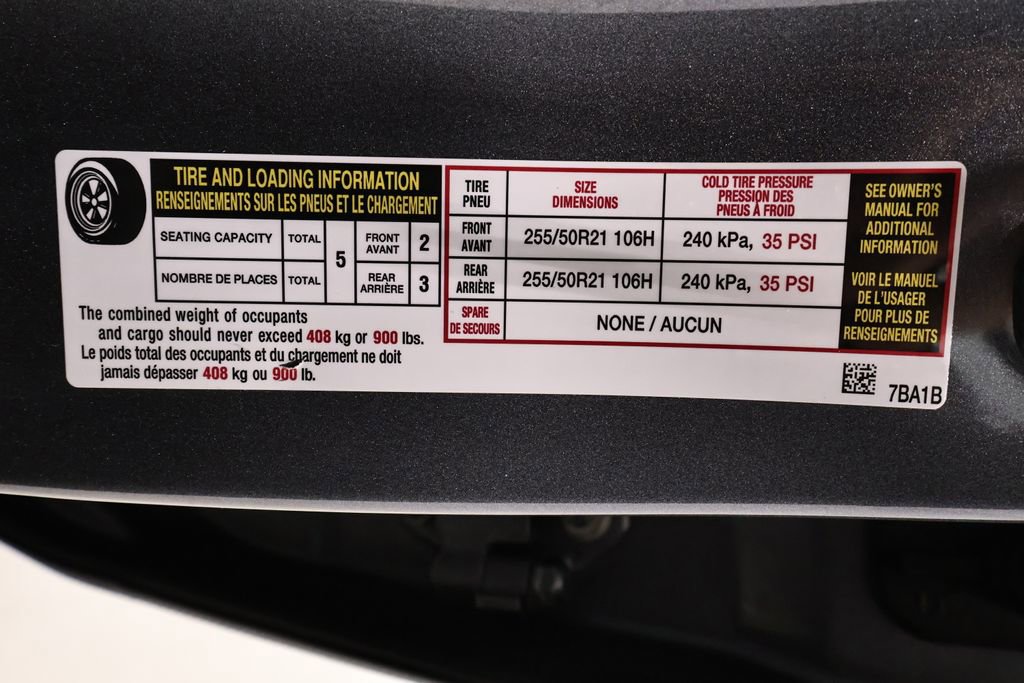 TIRE AND LOADING INFORMATION
RENSEIGNEMENTS SUR LES PNEUS ET LE CHARGEMENT
SEATING CAPACITY TOTAL 5 FRONT AVANT 2
NOMBRE DE PLACES TOTAL REAR ARRIÈRE 3
The combined weight of occupants
and cargo should never exceed 408 kg or 900 lbs.
Le poids total des occupants et du chargement ne doit
jamais dépasser 408 kg ou 900 lb.
TIRE PNEU SIZE DIMENSIONS COLD TIRE PRESSURE PRESSION DES PNEUS À FROID
FRONT AVANT 255/50R21 106H 240 kPa, 35 PSI
REAR ARRIÈRE 255/50R21 106H 240 kPa, 35 PSI
SPARE DE SECOURS NONE / AUCUN
SEE OWNER'S
MANUAL FOR
ADDITIONAL
INFORMATION
VOIR LE MANUEL
DE L'USAGER
POUR PLUS DE
RENSEIGNEMENTS
7BA1B